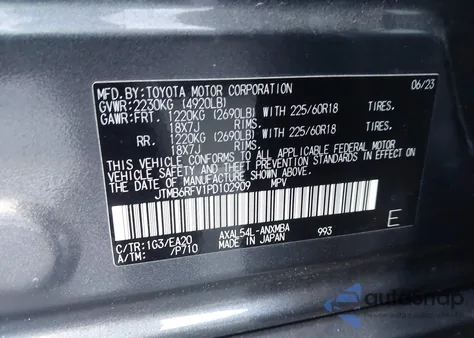 MFD.BY:TOYOTA MOTOR CORPORATION 06/23
GVWR:2230KG (4920LB)
GAWR:FRT. 1220KG (2690LB) WITH 225/60R18 TIRES.
18X7J RIMS.
RR. 1220KG (2690LB) WITH 225/60R18 TIRES.
18X7J RIMS.
THIS VEHICLE CONFORMS TO ALL APPLICABLE FEDERAL MOTOR
VEHICLE SAFETY AND THEFT PREVENTION STANDARDS IN
EFFECT ON THE DATE OF MANUFACTURE SHOWN ABOVE.
JTMB6RFV1PD102909 MPV
C/TR:1G3/EA20 AXAL54L-ANXMBA 993
A/TM: /P710 MADE IN JAPAN
E
autosnap